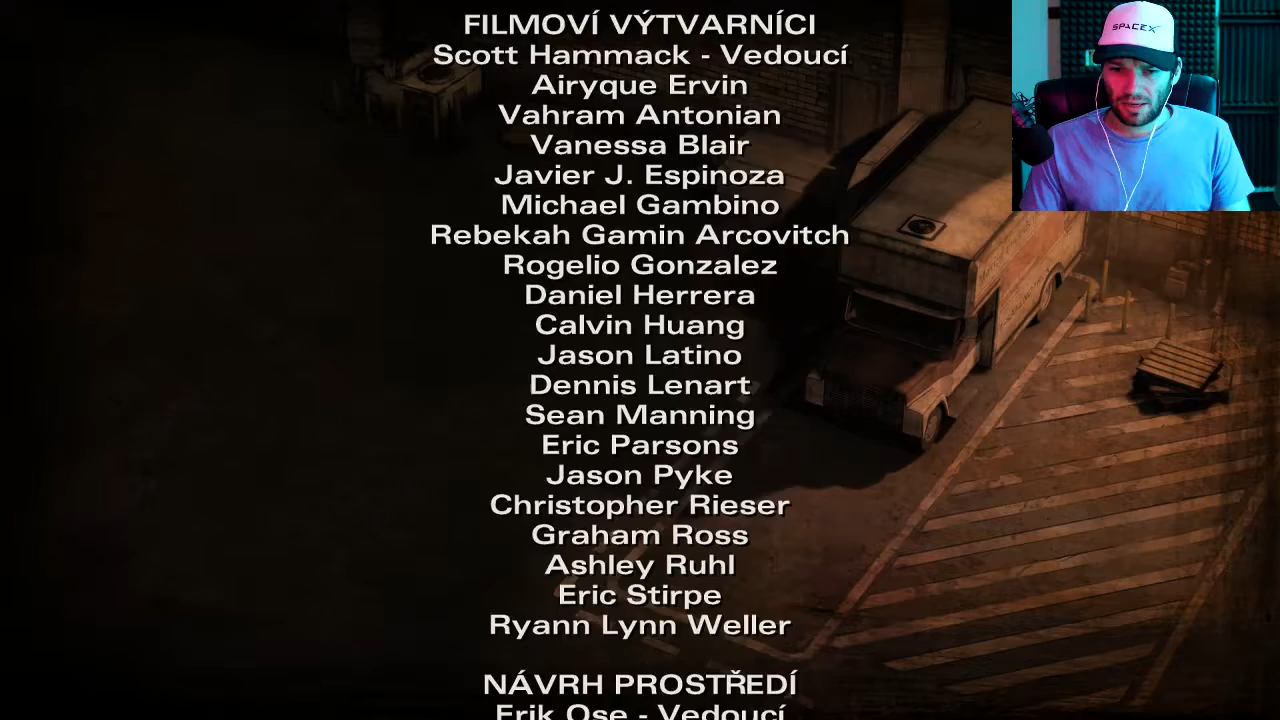 FILMOVÍ VÝTVARNÍCI
Scott Hammack - Vedoucí
Airyque Ervin
Vahram Antonian
Vanessa Blair
Javier J. Espinoza
Michael Gambino
Rebekah Gamin Arcovitch
Rogelio Gonzalez
Daniel Herrera
Calvin Huang
Jason Latino
Dennis Lenart
Sean Manning
Eric Parsons
Jason Pyke
Christopher Rieser
Graham Ross
Ashley Ruhl
Eric Stirpe
Ryann Lynn Weller
NÁVRH PROSTŘEDÍ
Erik Ose - Vedoucí
SPACEX